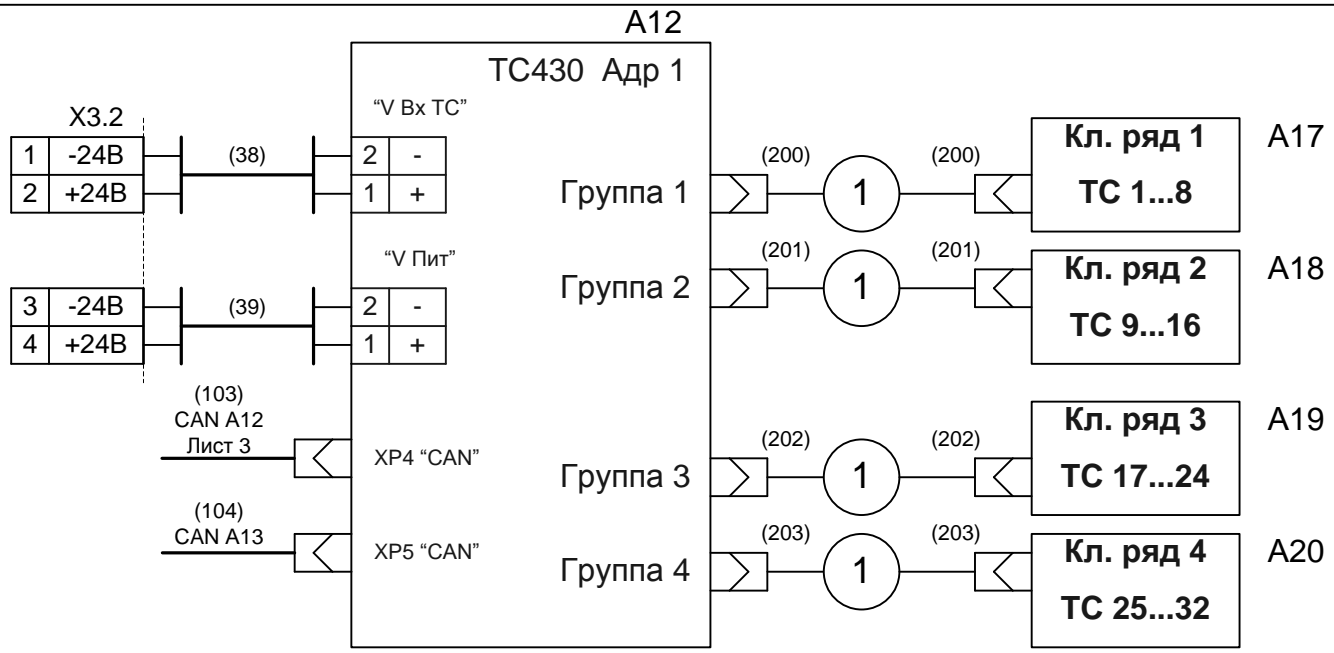 A12
ТС430 Адр 1
“V Вх ТС”
X3.2
1 -24В (38) 2 -
2 +24В 1 +
“V Пит”
3 -24В (39) 2 -
4 +24В 1 +
(103)
CAN A12
Лист 3
XP4 “CAN”
(104)
CAN A13
XP5 “CAN”
Группа 1 (200) 1 (200)
Кл. ряд 1 A17
ТС 1...8
Группа 2 (201) 1 (201)
Кл. ряд 2 A18
ТС 9...16
Группа 3 (202) 1 (202)
Кл. ряд 3 A19
ТС 17...24
Группа 4 (203) 1 (203)
Кл. ряд 4 A20
ТС 25...32